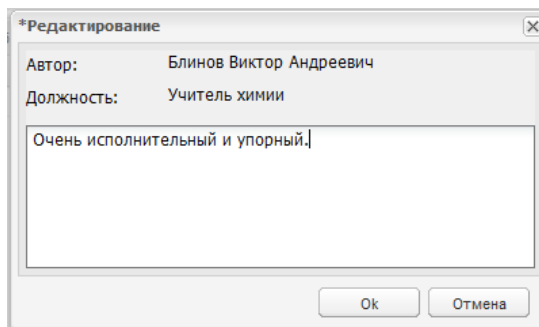 *Редактирование
Автор: Блинов Виктор Андреевич
Должность: Учитель химии
Очень исполнительный и упорный.
Ok Отмена